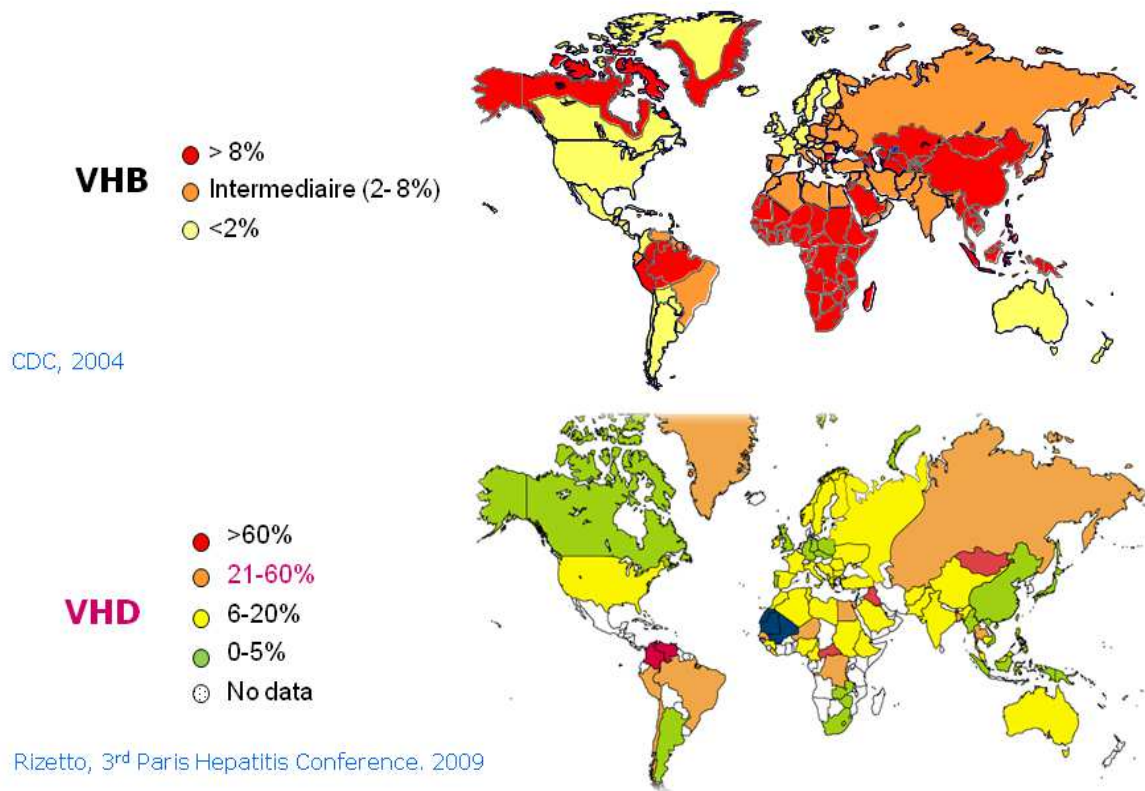 VHB
> 8%
Intermediaire (2- 8%)
<2%
CDC, 2004
VHD
>60%
21-60%
6-20%
0-5%
No data
Rizetto, 3rd Paris Hepatitis Conference. 2009